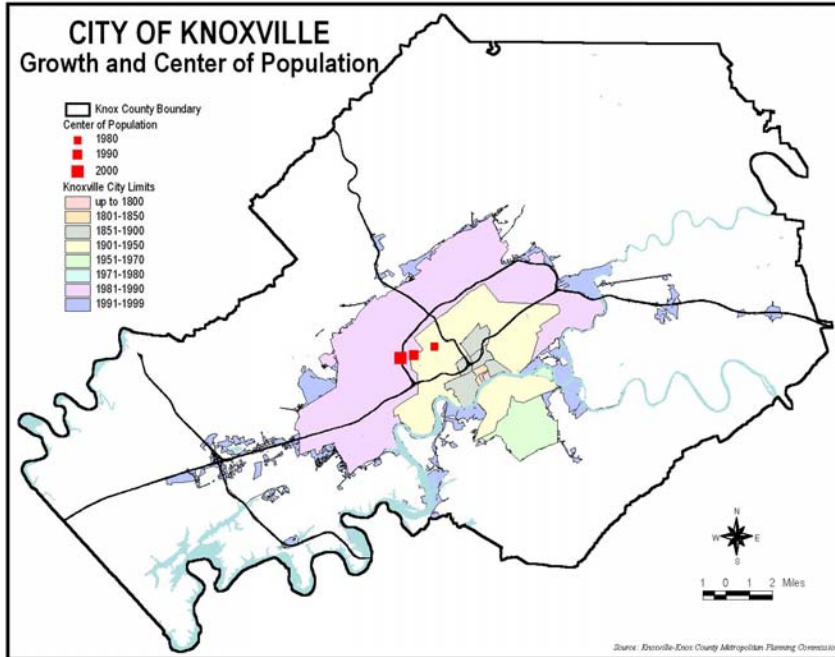 CITY OF KNOXVILLE
Growth and Center of Population
Knox County Boundary
Center of Population
1980
1990
2000
Knoxville City Limits
up to 1800
1801-1850
1851-1900
1901-1950
1951-1970
1971-1980
1981-1990
1991-1999
N
W E
S
1 0 1 2 Miles
Source: Knoxville-Knox County Metropolitan Planning Commission